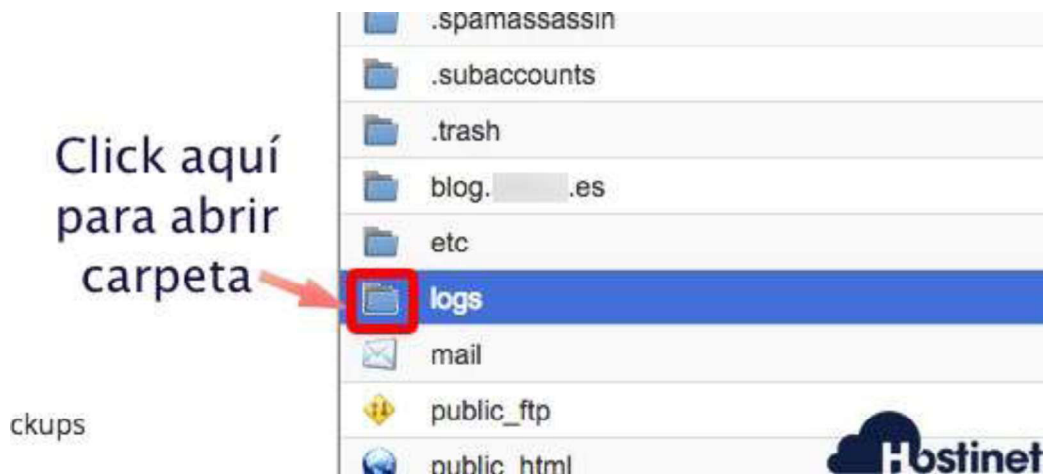 .spamassassin
.subaccounts
.trash
Click aquí
para abrir
carpeta
blog. .es
etc
logs
mail
public_ftp
ckups
public_html
Hostinet